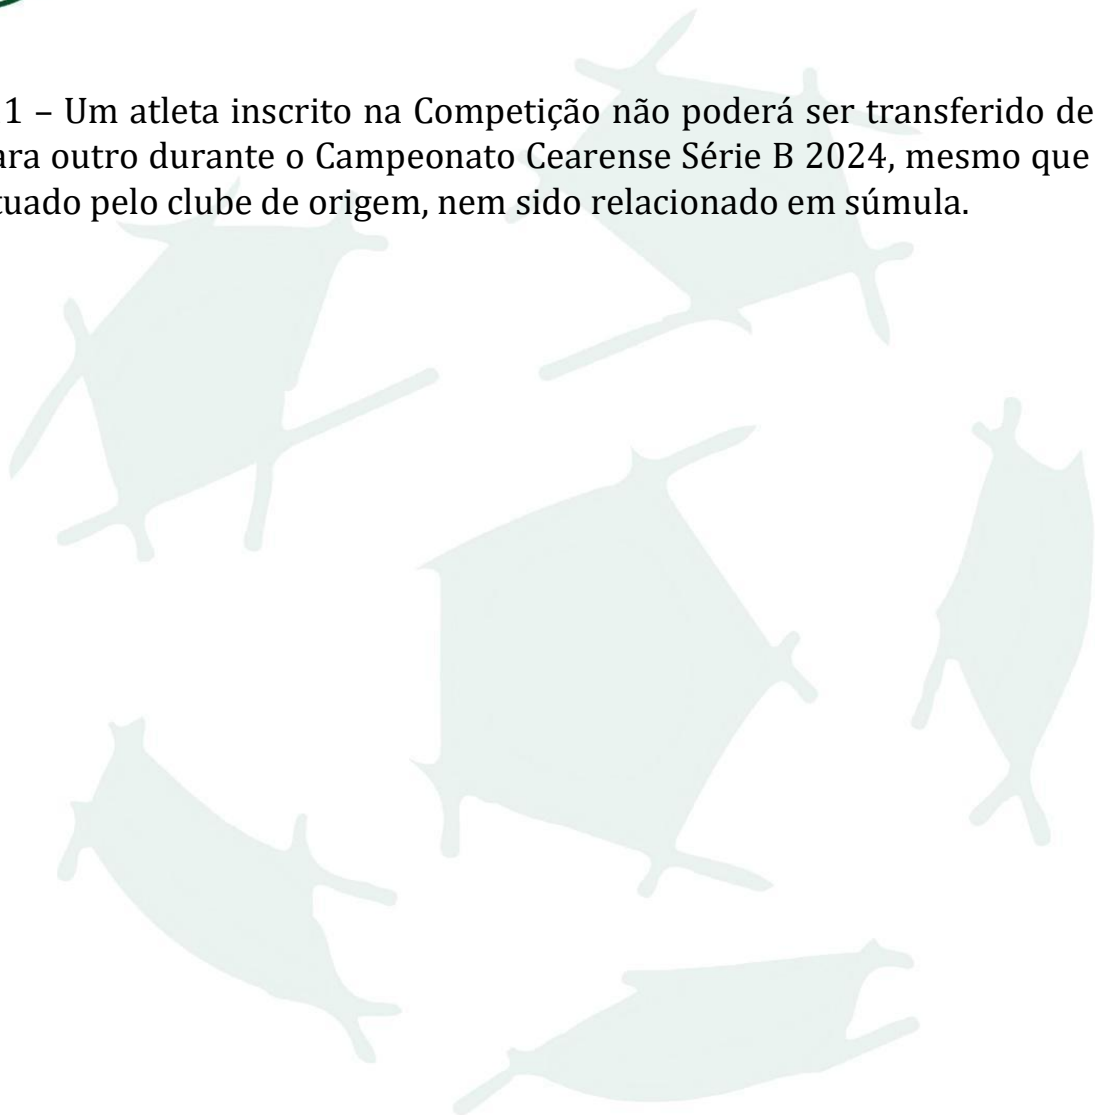 1 – Um atleta inscrito na Competição não poderá ser transferido de
ara outro durante o Campeonato Cearense Série B 2024, mesmo que
tuado pelo clube de origem, nem sido relacionado em súmula.